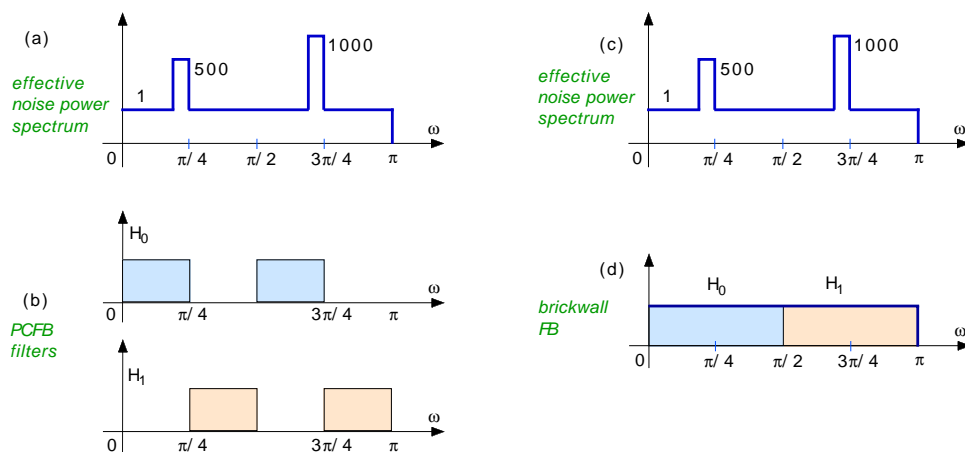 (a)
effective
noise power
spectrum
1
500
1000
ω
0
π/ 4
π/ 2
3π/ 4
π
(b)
PCFB
filters
H0
ω
0
π/ 4
π/ 2
3π/ 4
π
H1
ω
0
π/ 4
π/ 2
3π/ 4
π
(c)
effective
noise power
spectrum
1
500
1000
ω
0
π/ 4
π/ 2
3π/ 4
π
(d)
brickwall
FB
H0
H1
ω
0
π/ 4
π/ 2
3π/ 4
π